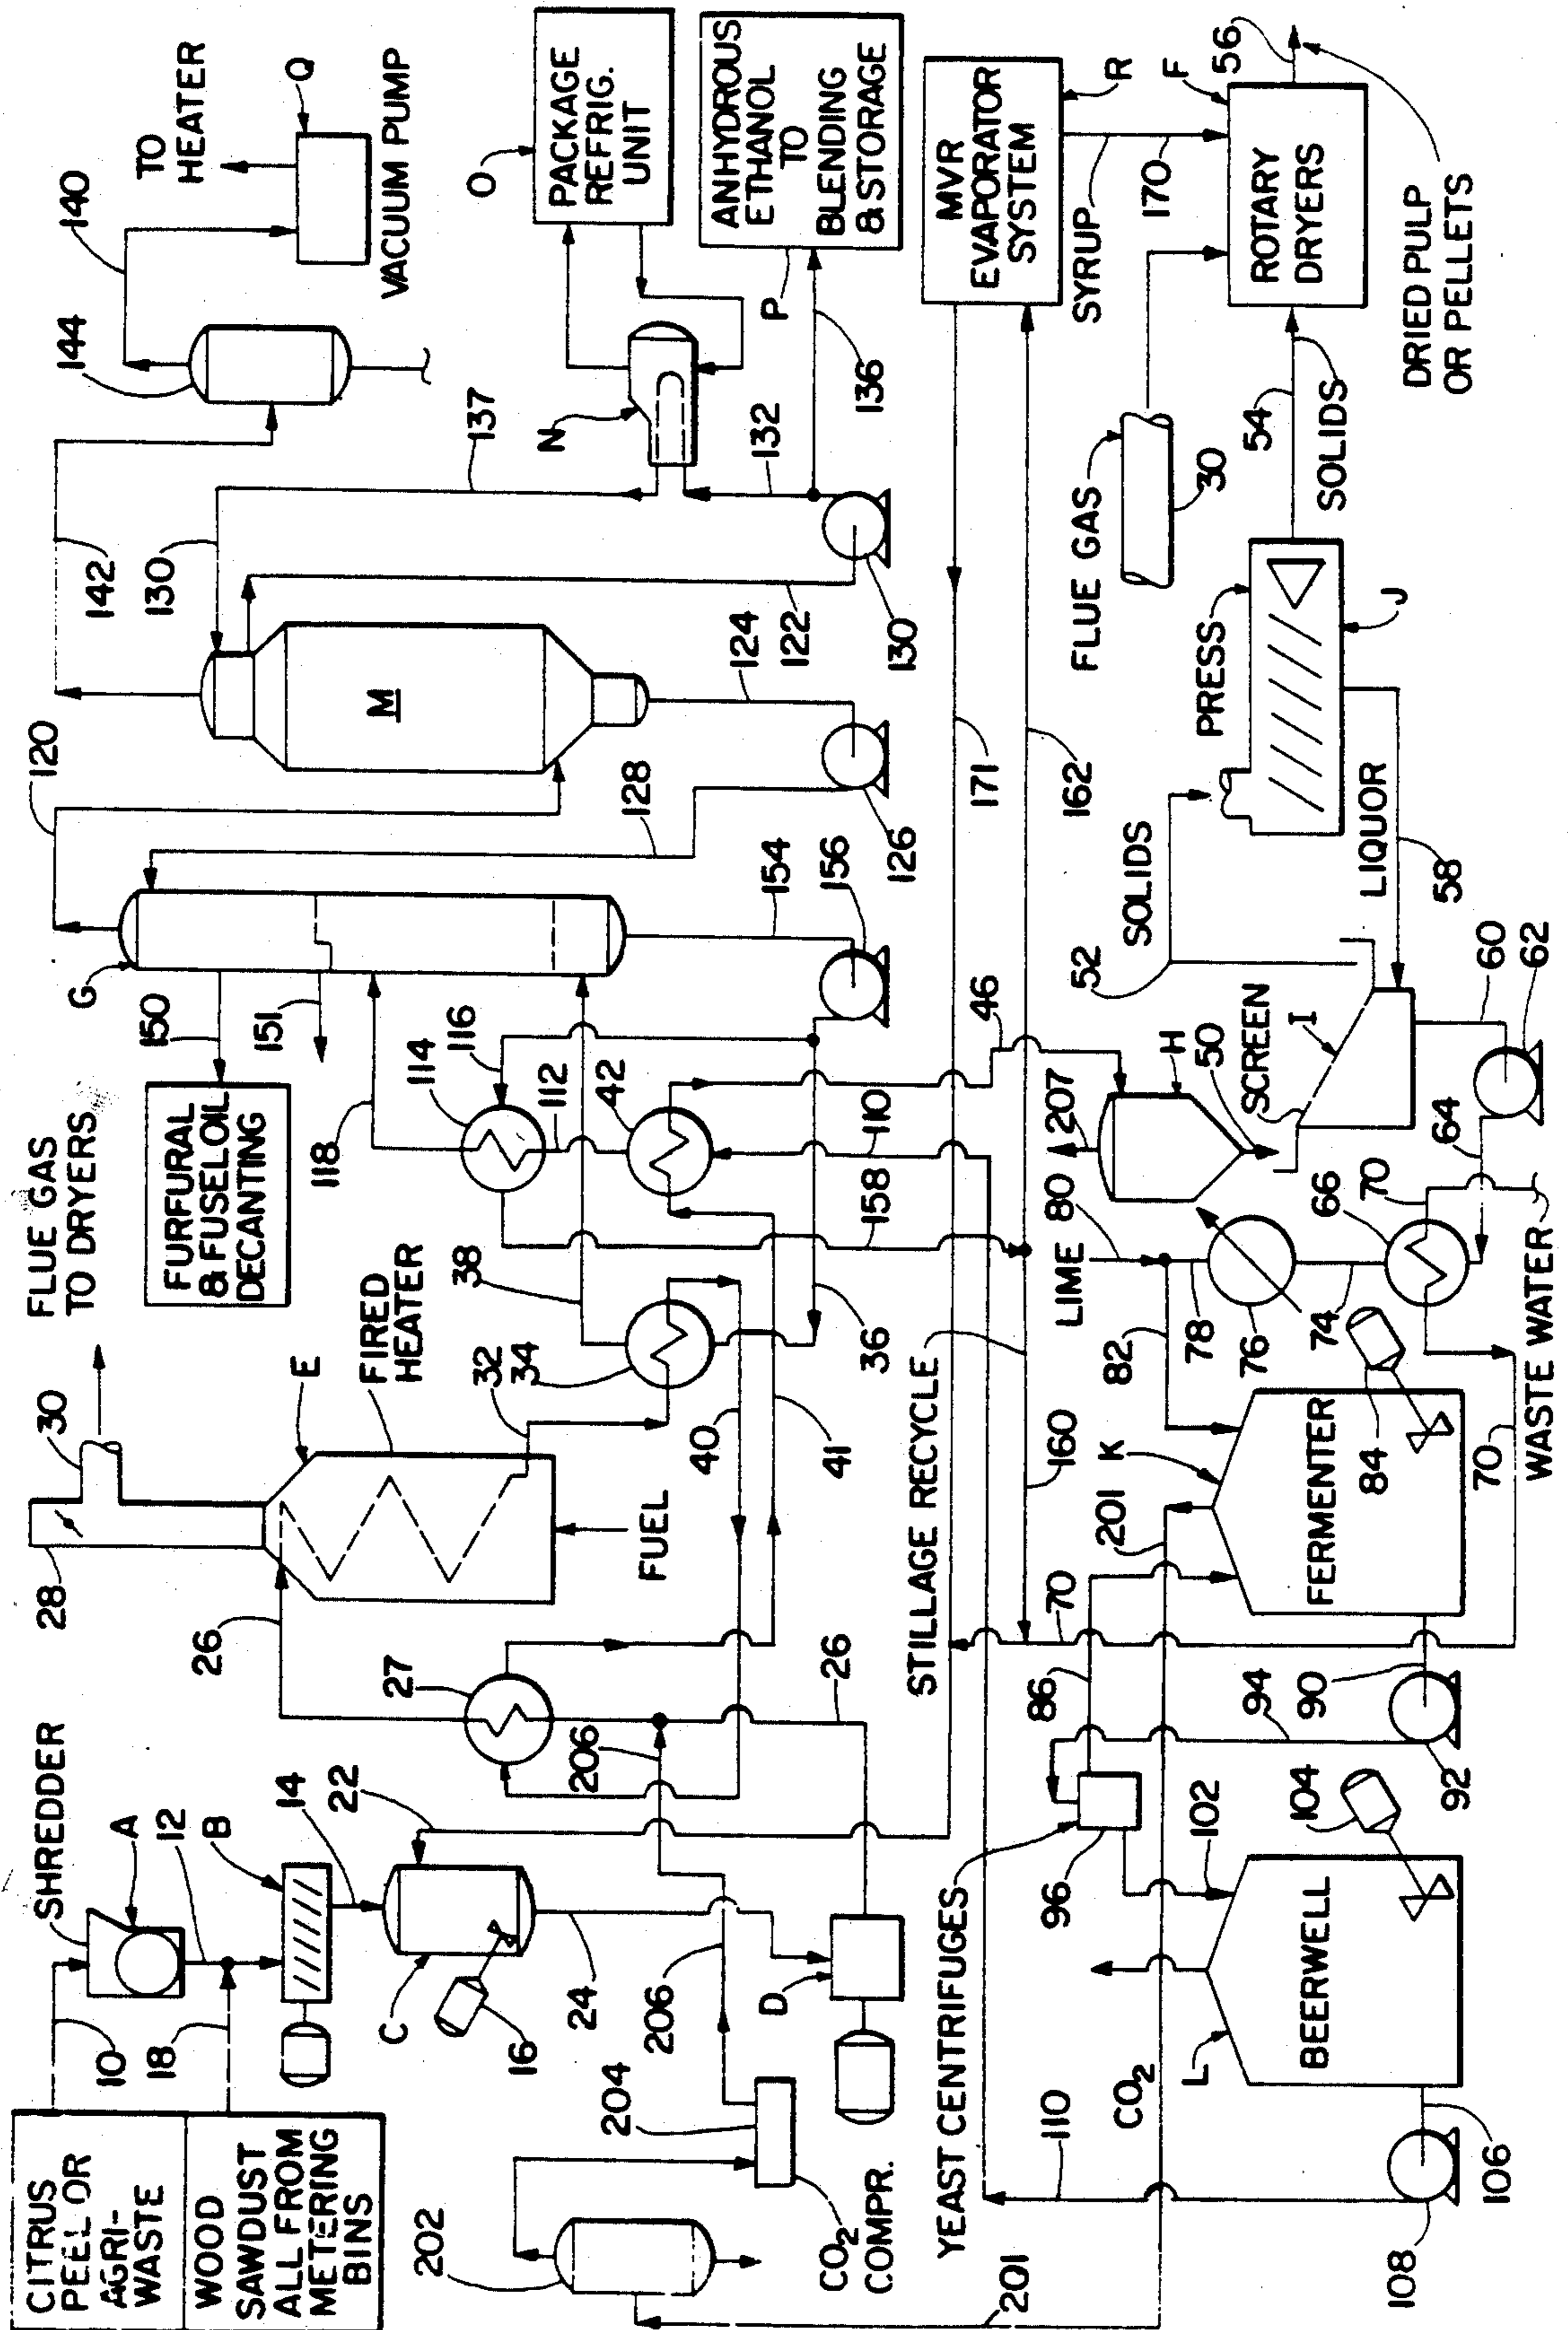 CITRUS
PEEL OR
AGRI-
WASTE
WOOD
SAWDUST
ALL FROM
METERING
BINS
10
18
SHREDDER
A
12
B
14
22
C
16
24
202
204
206
206
D
CO2
COMPR.
28
30
FLUE GAS
TO DRYERS
26
E
FIRED
HEATER
27
32
34
38
FUEL
40
41
26
36
G
150
151
FURFURAL
& FUSEL OIL
DECANTING
118
114
116
112
42
110
158
46
120
M
128
126
154
156
142
130
124
122
130
144
140
TO
HEATER
Q
VACUUM PUMP
137
N
O
PACKAGE
REFRIG.
UNIT
132
136
P
ANHYDROUS
ETHANOL
TO
BLENDING
& STORAGE
STILLAGE RECYCLE
160
171
162
MVR
EVAPORATOR
SYSTEM
R
SYRUP
170
YEAST CENTRIFUGES
96
86
94
70
201
201
CO2
110
L
BEERWELL
102
104
106
108
K
FERMENTER
90
92
84
70
82
LIME
80
78
76
74
66
70
64
WASTE WATER
207
H
50
SCREEN
I
52
SOLIDS
60
62
PRESS
J
LIQUOR
58
FLUE GAS
30
54
SOLIDS
F
ROTARY
DRYERS
56
DRIED PULP
OR PELLETS